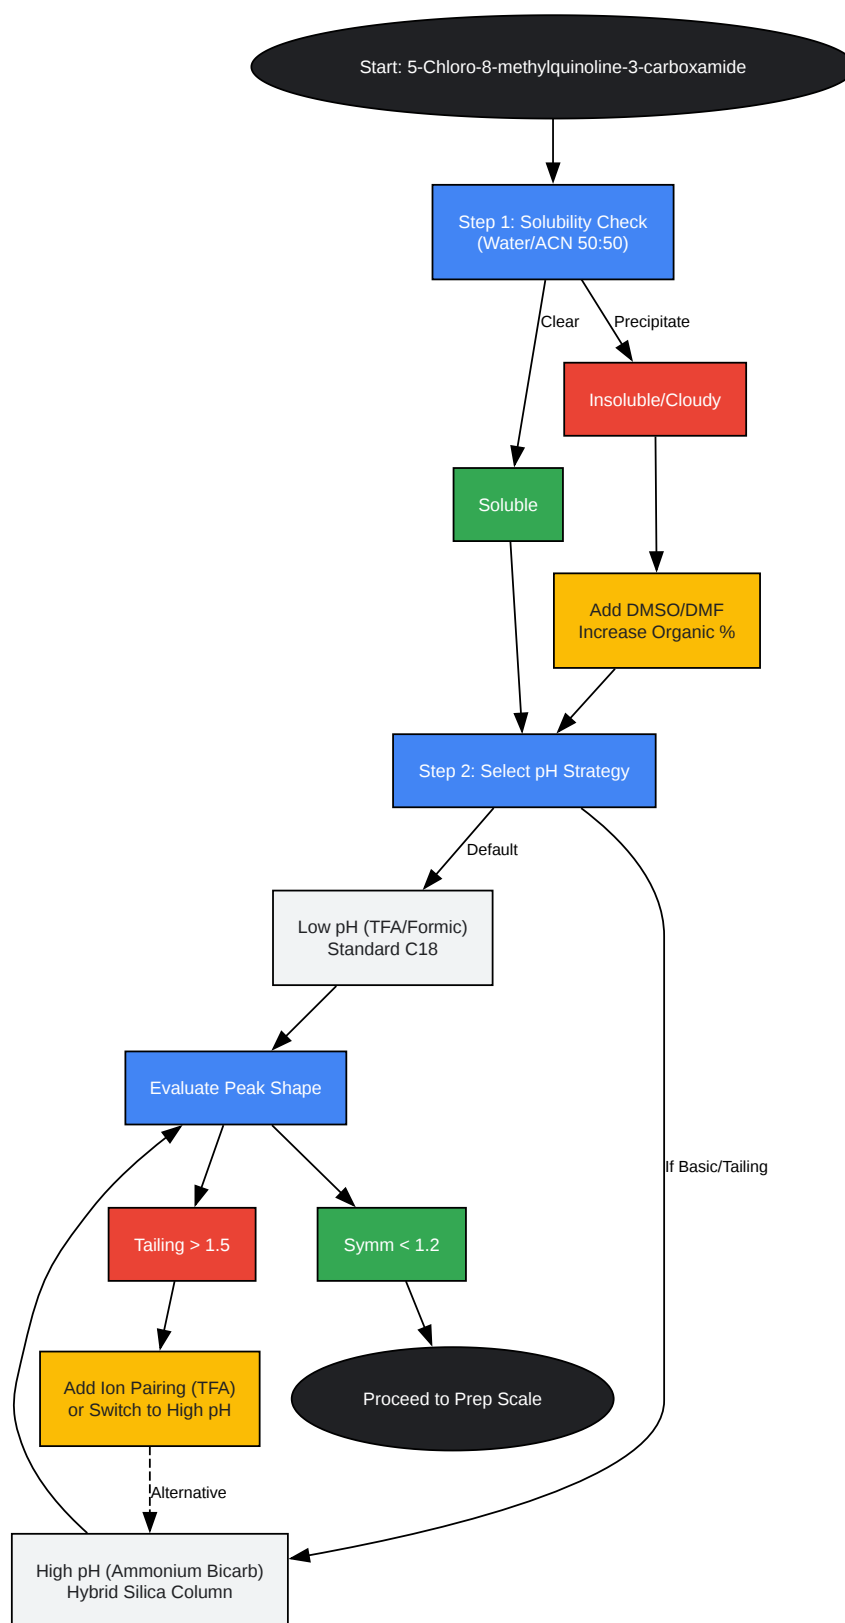 Start: 5-Chloro-8-methylquinoline-3-carboxamide
Step 1: Solubility Check
(Water/ACN 50:50)
Clear
Precipitate
Insoluble/Cloudy
Soluble
Add DMSO/DMF
Increase Organic %
Step 2: Select pH Strategy
Default
Low pH (TFA/Formic)
Standard C18
Evaluate Peak Shape
If Basic/Tailing
Tailing > 1.5
Symm < 1.2
Add Ion Pairing (TFA)
or Switch to High pH
Proceed to Prep Scale
Alternative
High pH (Ammonium Bicarb)
Hybrid Silica Column